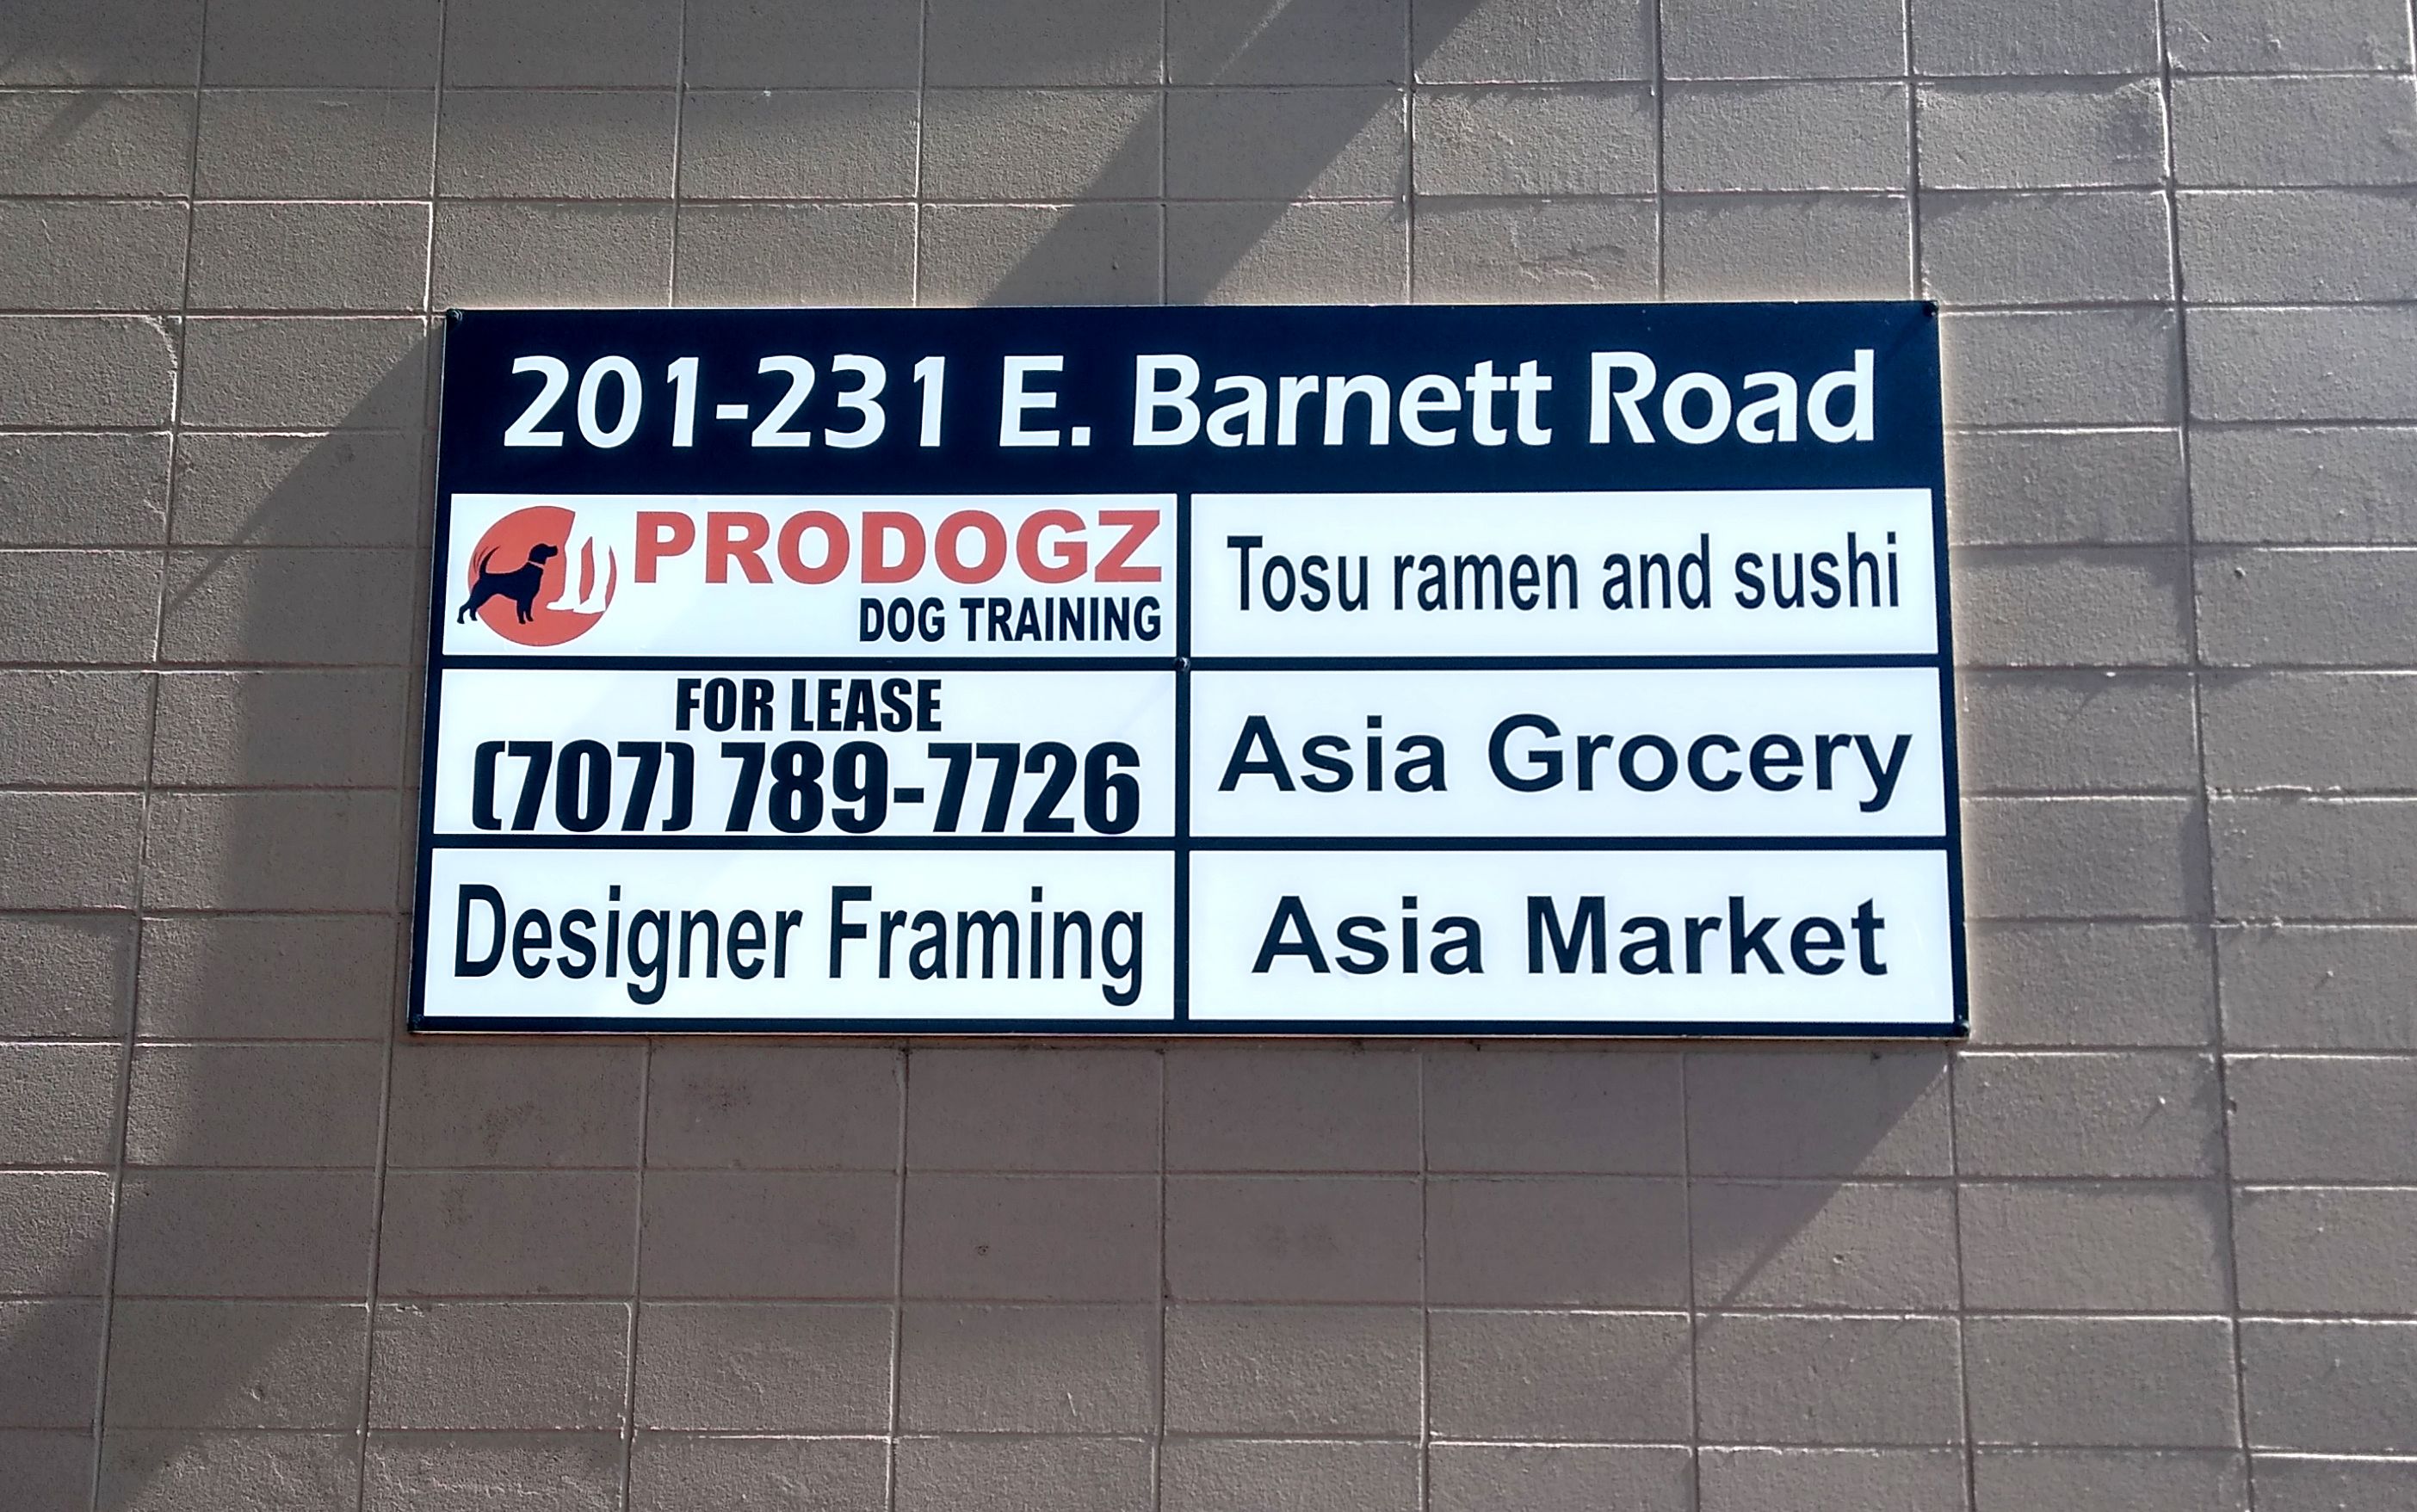 201-231 E. Barnett Road
PRODOGZ
DOG TRAINING
Tosu ramen and sushi
FOR LEASE
(707) 789-7726
Asia Grocery
Designer Framing
Asia Market